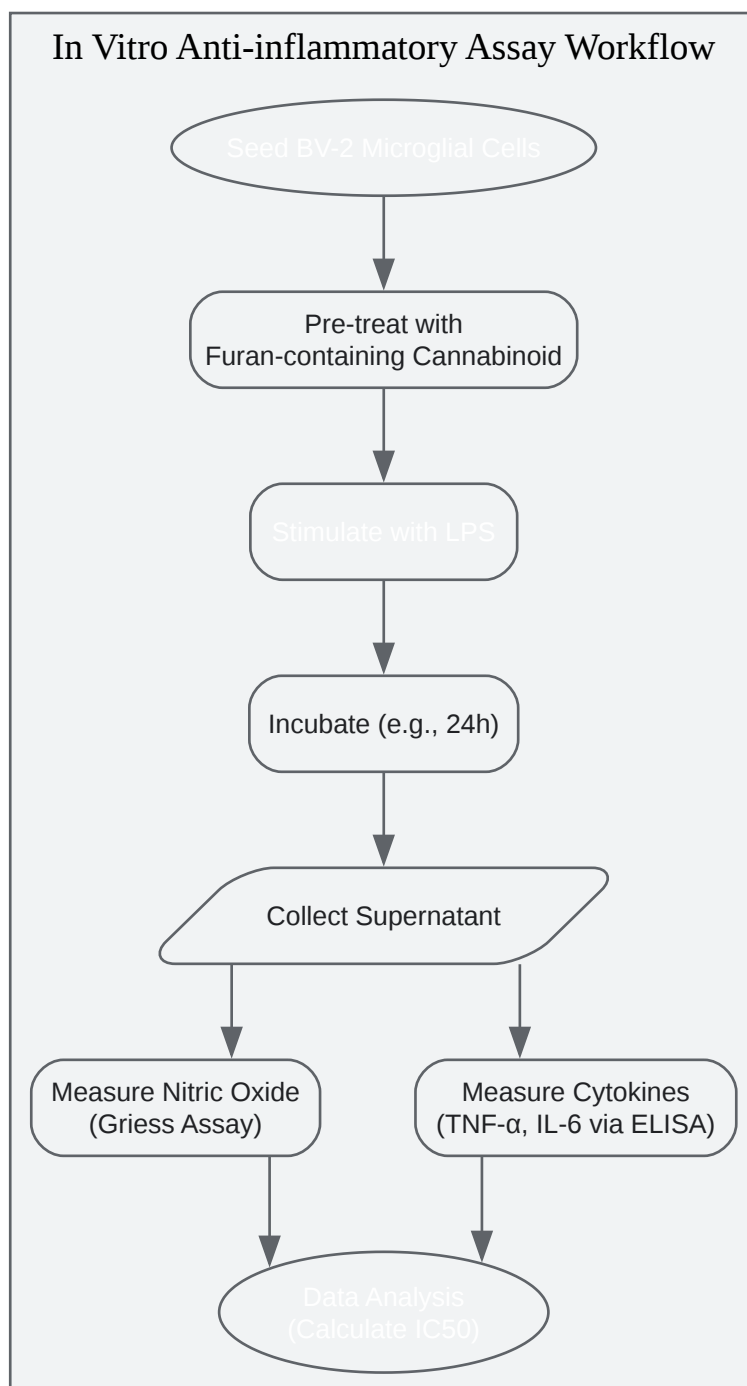 In Vitro Anti-inflammatory Assay Workflow
Seed BV-2 Microglial Cells
Pre-treat with
Furan-containing Cannabinoid
Stimulate with LPS
Incubate (e.g., 24h)
Collect Supernatant
Measure Nitric Oxide
(Griess Assay)
Measure Cytokines
(TNF-α, IL-6 via ELISA)
Data Analysis
(Calculate IC50)